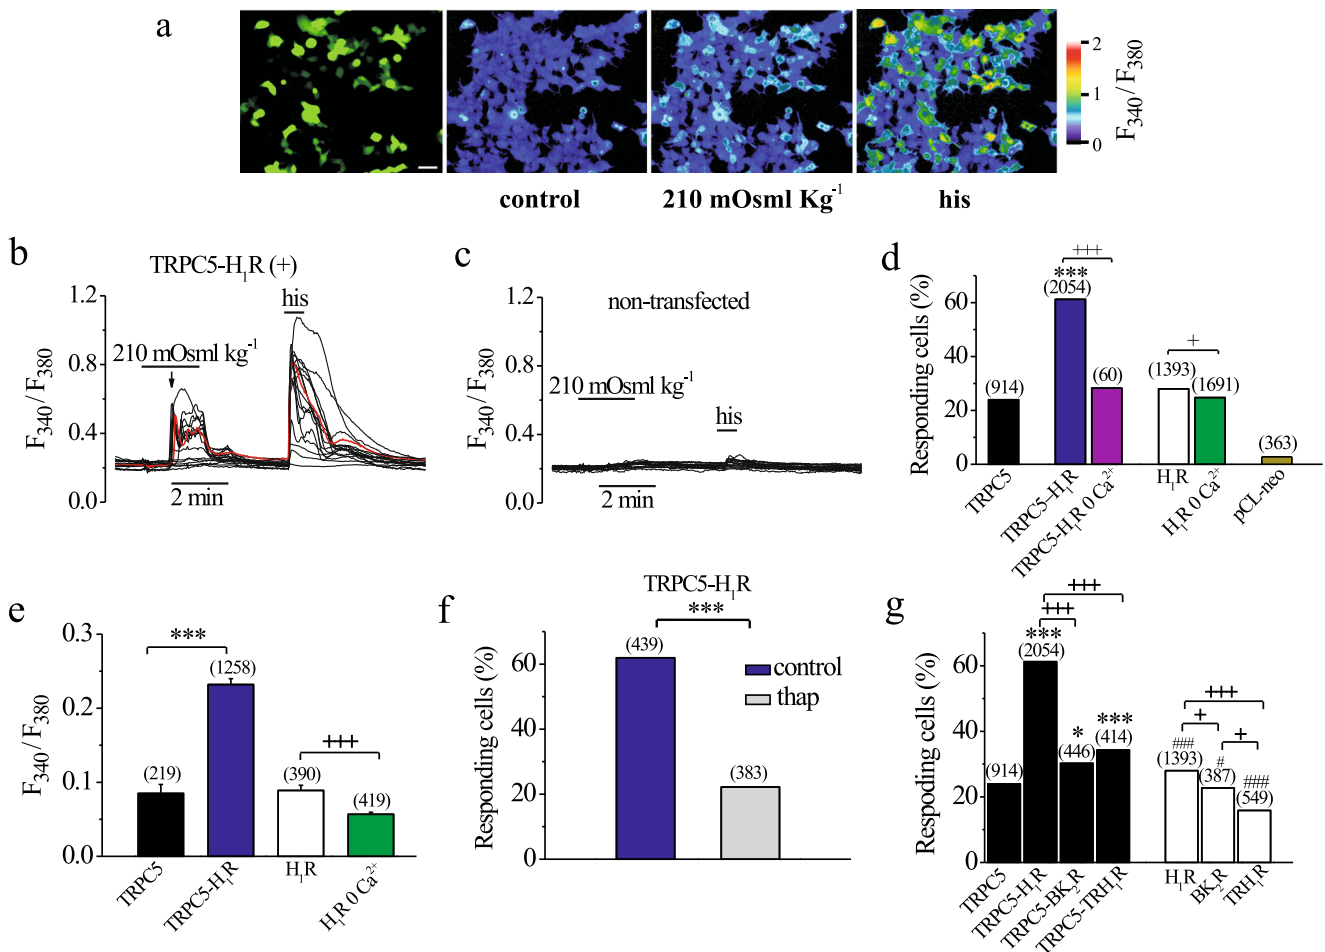 a
2
1
0
F340 / F380
control
210 mOsml Kg-1
his
b
TRPC5-H1R (+)
1.2
0.8
0.4
0.0
F340 / F380
210 mOsml kg-1
his
2 min
c
non-transfected
1.2
0.8
0.4
0.0
F340 / F380
210 mOsml kg-1
his
2 min
d
Responding cells (%)
60
40
20
0
+++
***
(2054)
(914)
(60)
+
(1393)
(1691)
(363)
TRPC5
TRPC5-H1R
TRPC5-H1R 0 Ca2+
H1R
H1R 0 Ca2+
pCL-neo
e
F340 / F380
0.3
0.2
0.1
0.0
***
(1258)
(219)
+++
(390)
(419)
TRPC5
TRPC5-H1R
H1R
H1R 0 Ca2+
f
TRPC5-H1R
***
Responding cells (%)
60
40
20
0
(439)
(383)
control
thap
g
Respoding cells (%)
60
40
20
0
+++
+++
***
(2054)
(914)
*
(446)
***
(414)
+++
+
+
###
(1393)
#
(387)
###
(549)
TRPC5
TRPC5-H1R
TRPC5-BK2R
TRPC5-TRH1R
H1R
BK2R
TRH1R